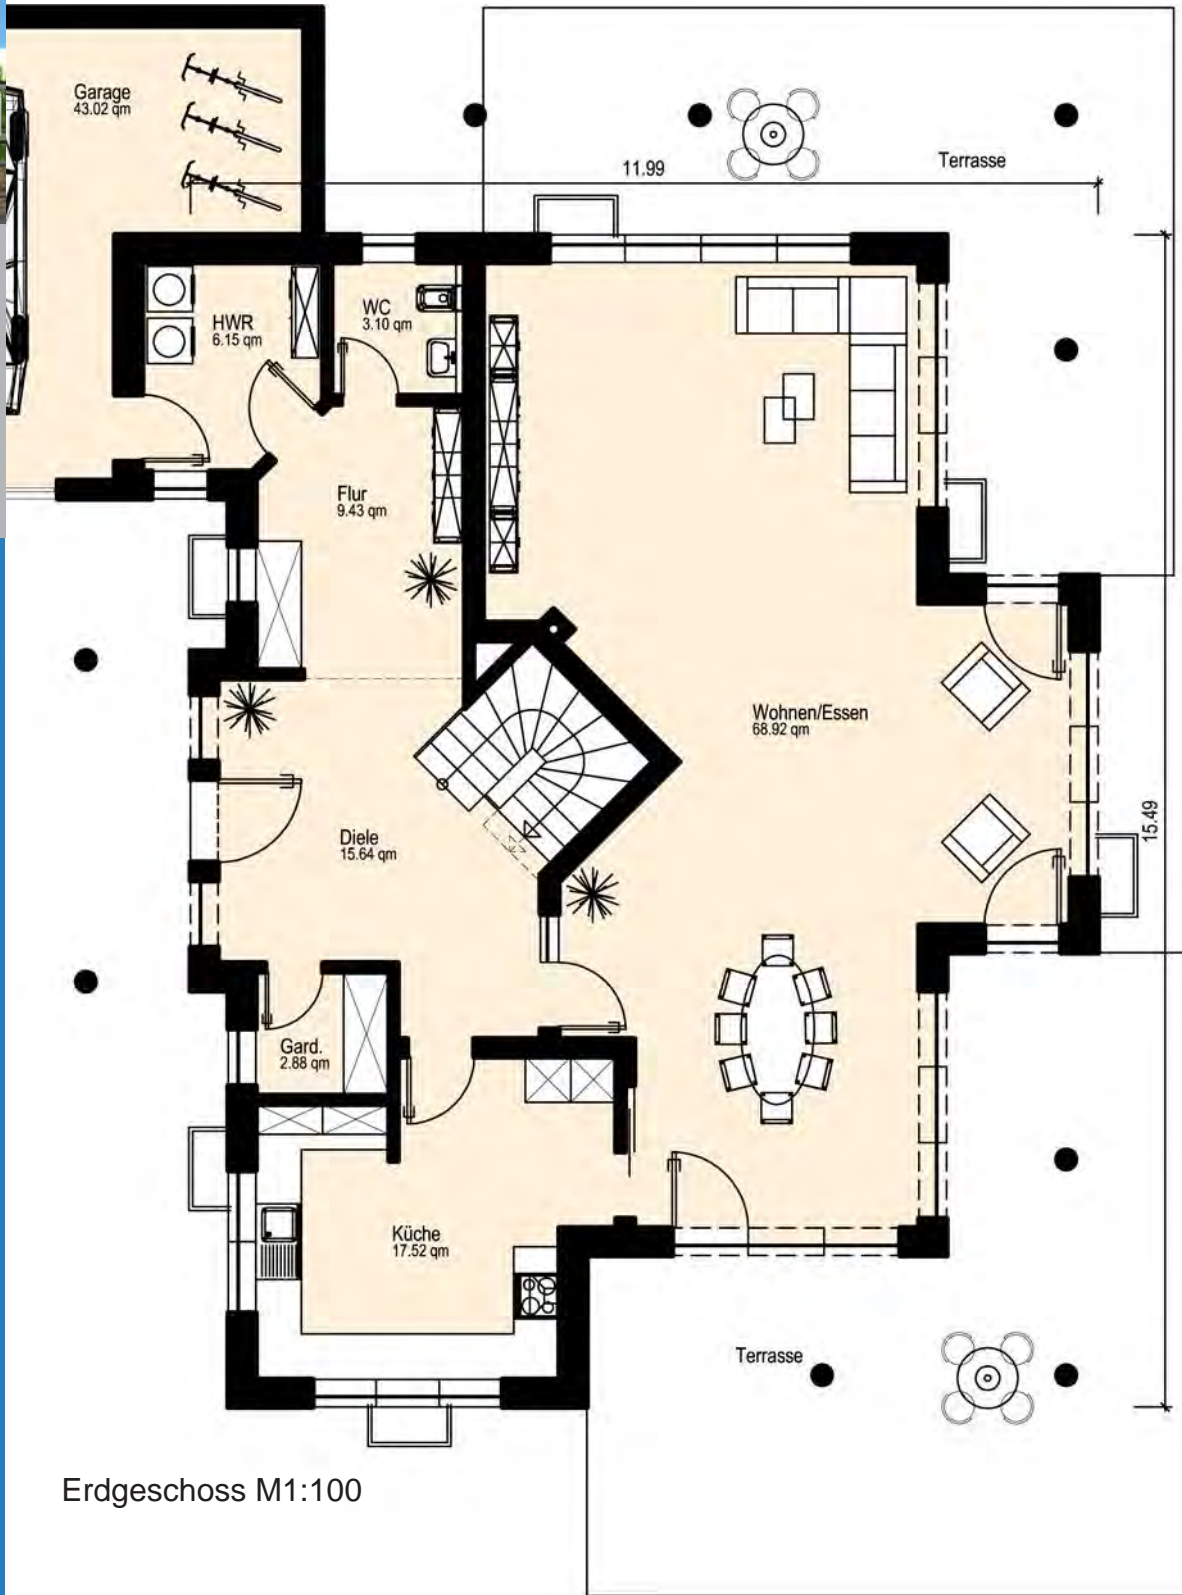 Garage
43.02 qm
11.99
Terrasse
WC
3.10 qm
HWR
6.15 qm
Flur
9.43 qm
Wohnen/Essen
68.92 qm
15.49
Diele
15.64 qm
Gard.
2.88 qm
Küche
17.52 qm
Terrasse
Erdgeschoss M1:100